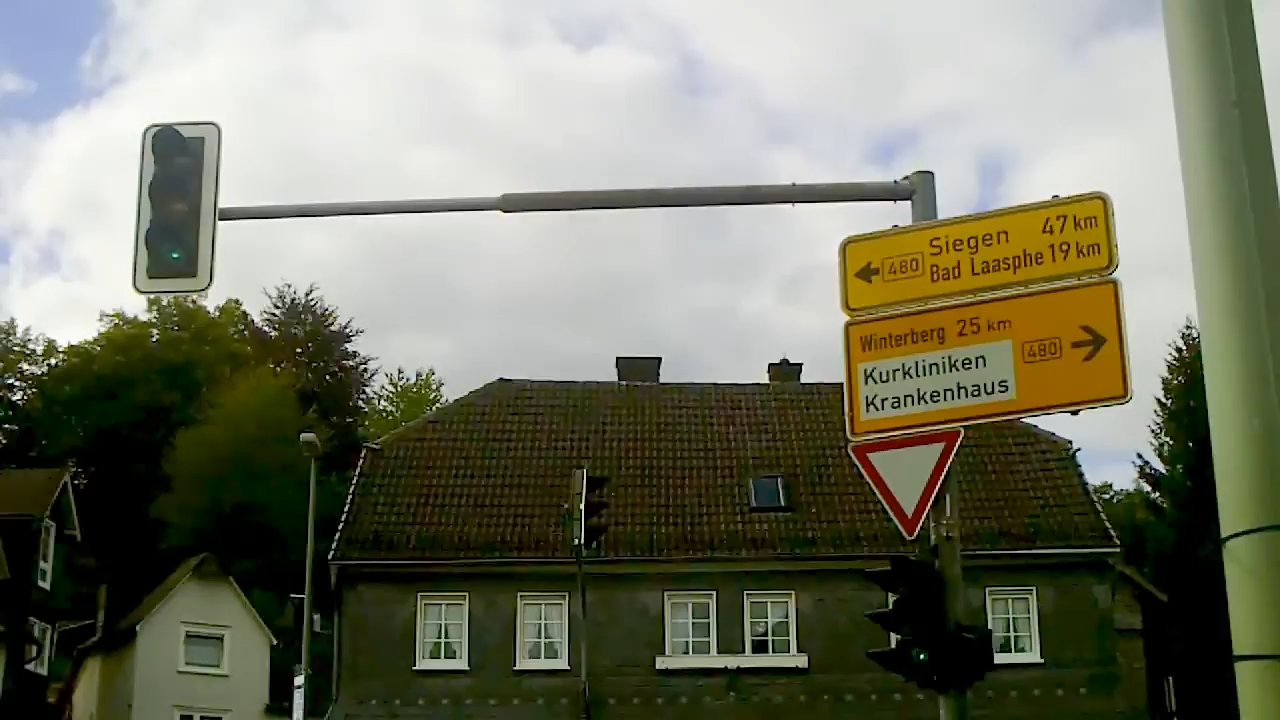 480 Siegen 47 km
Bad Laasphe 19 km
Winterberg 25 km 480
Kurkliniken
Krankenhaus